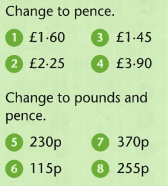 Change to pence.
1 £1·60 3 £1·45
2 £2·25 4 £3·90
Change to pounds and
pence.
5 230p 7 370p
6 115p 8 255p